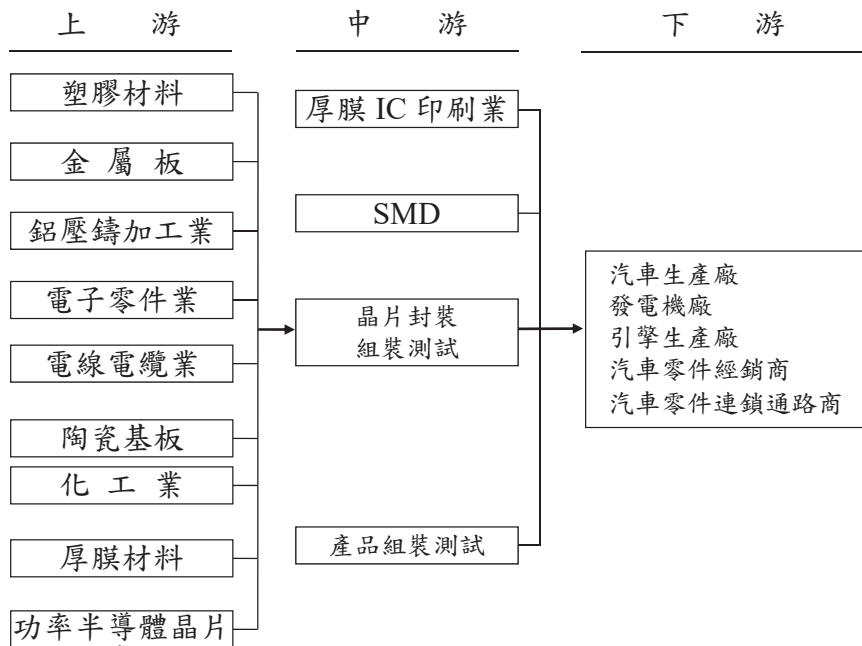 上 游
中 游
下 游
塑膠材料
金 屬 板
鋁壓鑄加工業
電子零件業
電線電纜業
陶瓷基板
化 工 業
厚膜材料
功率半導體晶片
厚膜 IC 印刷業
SMD
晶片封裝
組裝測試
產品組裝測試
汽車生產廠
發電機廠
引擎生產廠
汽車零件經銷商
汽車零件連鎖通路商